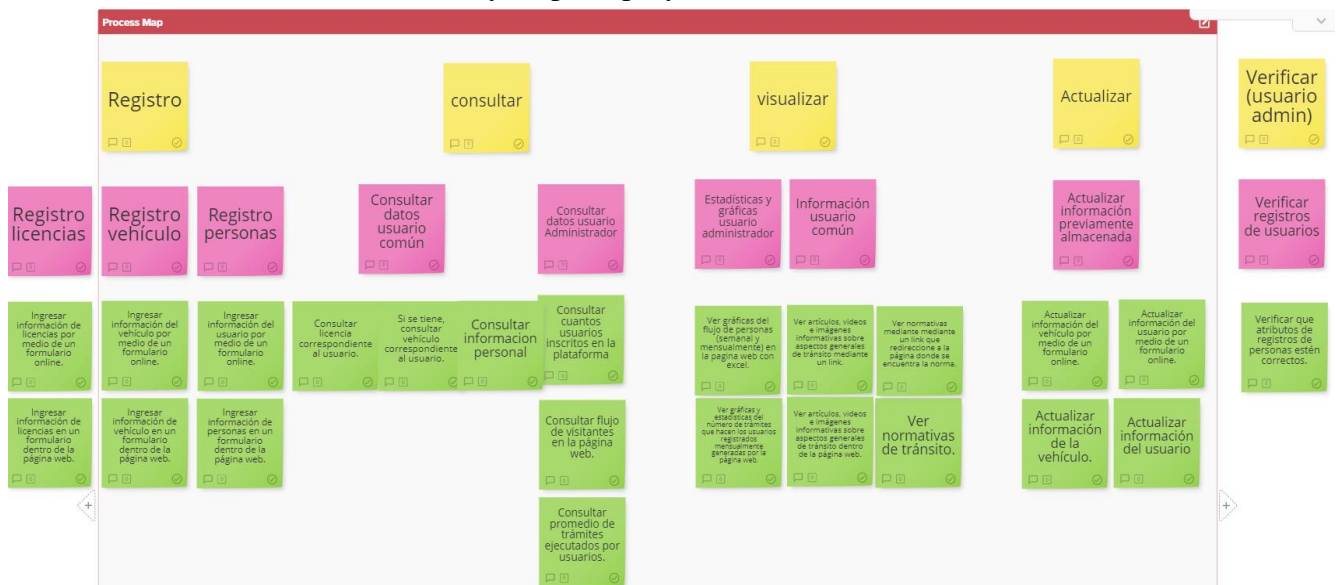 Process Map
Registro
consultar
visualizar
Actualizar
Verificar
(usuario
admin)
Registro
licencias
Registro
vehículo
Registro
personas
Consultar
datos
usuario
común
Consultar
datos usuario
Administrador
Estadísticas y
gráficas
usuario
administrador
Información
usuario
común
Actualizar
información
previamente
almacenada
Verificar
registros
de usuarios
Ingresar
información de
licencias por
medio de un
formulario
online.
Ingresar
información del
vehículo por
medio de un
formulario
online.
Ingresar
información del
usuario por
medio de un
formulario
online.
Consultar
licencia
correspondiente
al usuario.
Si se tiene,
consultar
vehículo
correspondiente
al usuario.
Consultar
informacion
personal
Consultar
cuantos
usuarios
inscritos en la
plataforma
Ver gráficas del
flujo de personas
(semanal y
mensualmente) en
la pagina web con
excel.
Ver artículos, videos
e imágenes
informativas sobre
aspectos generales
de tránsito mediante
un link.
Ver normativas
mediante mediante
un link que
redireccione a la
página donde se
encuentra la norma.
Actualizar
información del
vehículo por
medio de un
formulario
online.
Actualizar
información del
usuario por
medio de un
formulario
online.
Verificar que
atributos de
registros de
personas estén
correctos.
Ingresar
información de
licencias en un
formulario
dentro de la
página web.
Ingresar
información de
vehículo en un
formulario
dentro de la
página web.
Ingresar
información de
personas en un
formulario
dentro de la
página web.
Consultar flujo
de visitantes
en la página
web.
Ver gráficas y
estadísticas del
número de trámites
que hacen los usuarios
registrados
mensualmente
generadas por la
página web.
Ver artículos, videos
e imágenes
informativas sobre
aspectos generales
de tránsito dentro
de la página web.
Ver
normativas
de tránsito.
Actualizar
información
de la
vehículo.
Actualizar
información
del usuario
Consultar
promedio de
trámites
ejecutados por
usuarios.